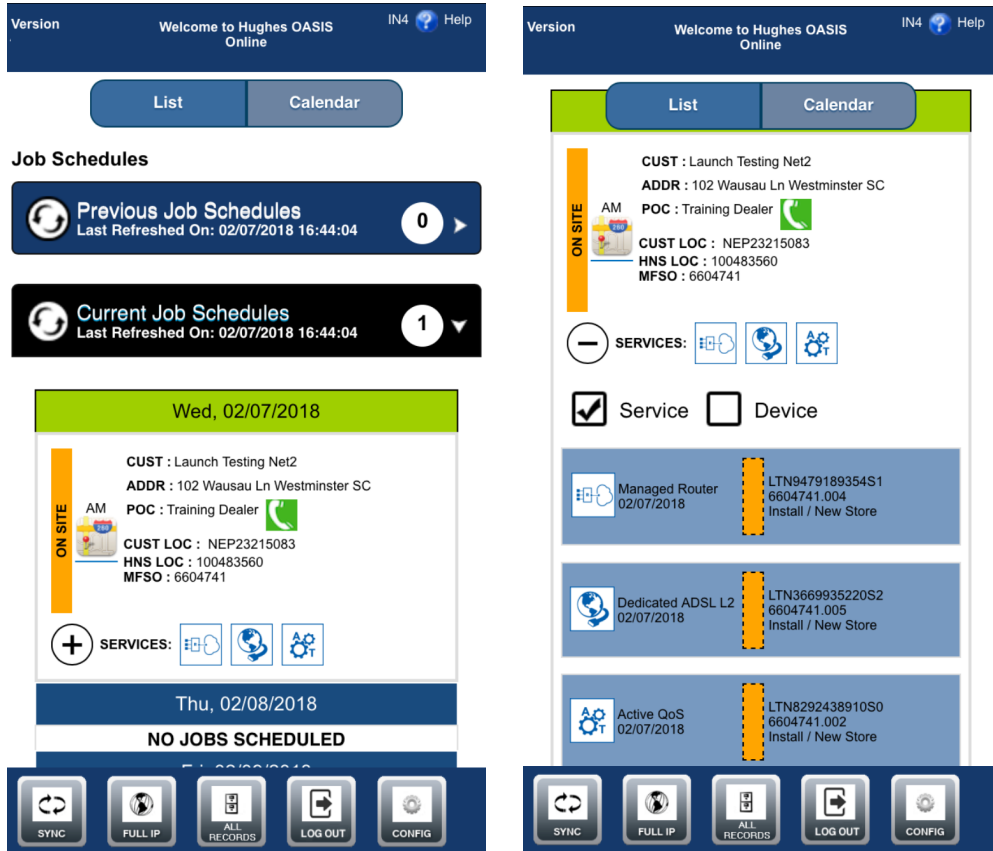 Version
Welcome to Hughes OASIS
Online
IN4 Help
List
Calendar
Job Schedules
Previous Job Schedules
Last Refreshed On: 02/07/2018 16:44:04
0
Current Job Schedules
Last Refreshed On: 02/07/2018 16:44:04
1
Wed, 02/07/2018
ON SITE
AM
280
CUST : Launch Testing Net2
ADDR : 102 Wausau Ln Westminster SC
POC : Training Dealer
CUST LOC : NEP23215083
HNS LOC : 100483560
MFSO : 6604741
SERVICES:
Thu, 02/08/2018
NO JOBS SCHEDULED
SYNC
FULL IP
ALL
RECORDS
LOG OUT
CONFIG
Version
Welcome to Hughes OASIS
Online
IN4 Help
List
Calendar
ON SITE
AM
280
CUST : Launch Testing Net2
ADDR : 102 Wausau Ln Westminster SC
POC : Training Dealer
CUST LOC : NEP23215083
HNS LOC : 100483560
MFSO : 6604741
SERVICES:
Service
Device
Managed Router
02/07/2018
LTN9479189354S1
6604741.004
Install / New Store
Dedicated ADSL L2
02/07/2018
LTN3669935220S2
6604741.005
Install / New Store
Active QoS
02/07/2018
LTN8292438910S0
6604741.002
Install / New Store
SYNC
FULL IP
ALL
RECORDS
LOG OUT
CONFIG